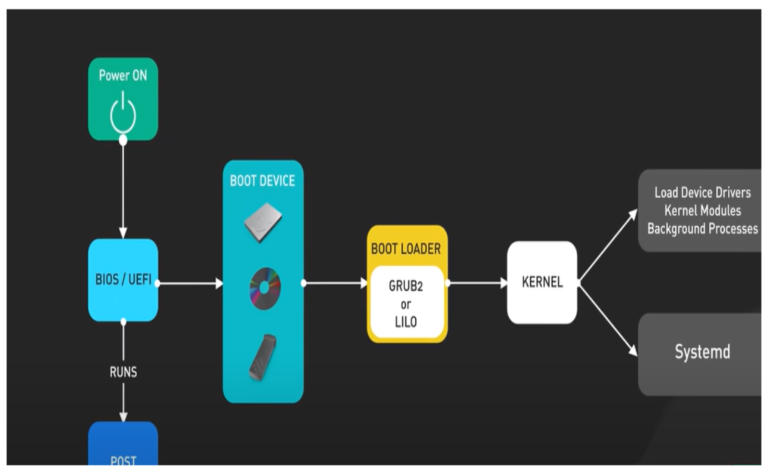 Power ON
BIOS / UEFI
RUNS
POST
BOOT DEVICE
BOOT LOADER
GRUB2
or
LILO
KERNEL
Load Device Drivers
Kernel Modules
Background Processes
Systemd